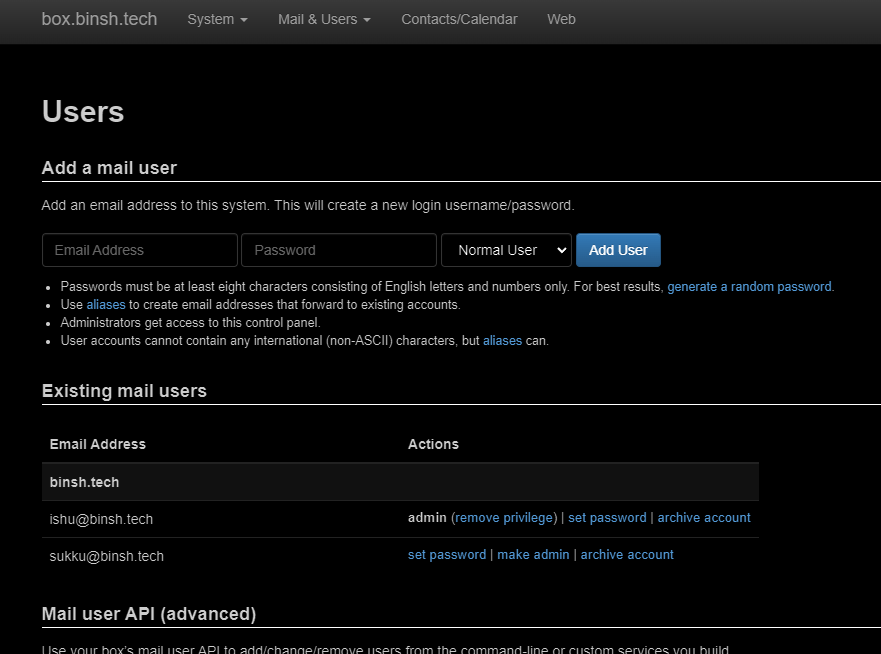 box.binsh.tech System Mail & Users Contacts/Calendar Web
Users
Add a mail user
Add an email address to this system. This will create a new login username/password.
Email Address Password Normal User Add User
Passwords must be at least eight characters consisting of English letters and numbers only. For best results, generate a random password.
Use aliases to create email addresses that forward to existing accounts.
Administrators get access to this control panel.
User accounts cannot contain any international (non-ASCII) characters, but aliases can.
Existing mail users
Email Address Actions
binsh.tech
ishu@binsh.tech admin (remove privilege) | set password | archive account
sukku@binsh.tech set password | make admin | archive account
Mail user API (advanced)
Use your box's mail user API to add/change/remove users from the command-line or custom services you build.